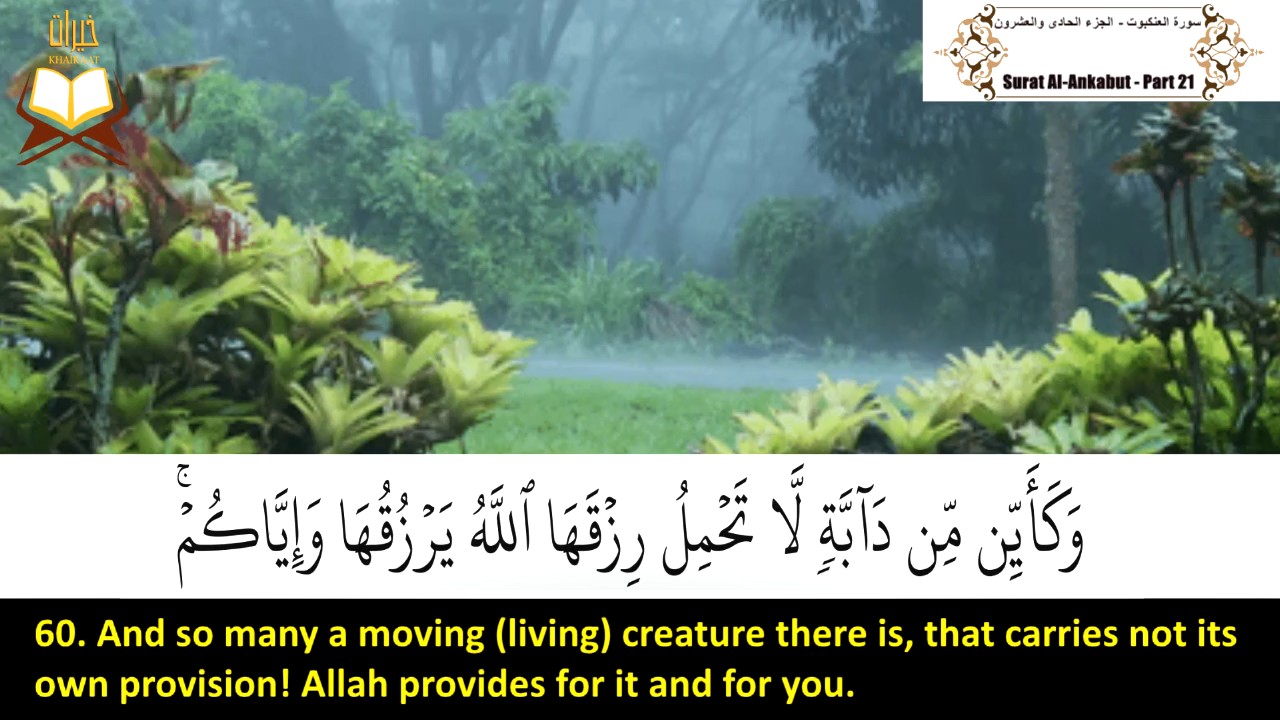 خيرات
KHAIRAAT
سورة العنكبوت - الجزء الحادى والعشرون
Surat Al-Ankabut - Part 21
وَكَأَيِّن مِّن دَآبَّةٍۢ لَّا تَحْمِلُ رِزْقَهَا ٱللَّهُ يَرْزُقُهَا وَإِيَّاكُمْ ۚ
60. And so many a moving (living) creature there is, that carries not its
own provision! Allah provides for it and for you.